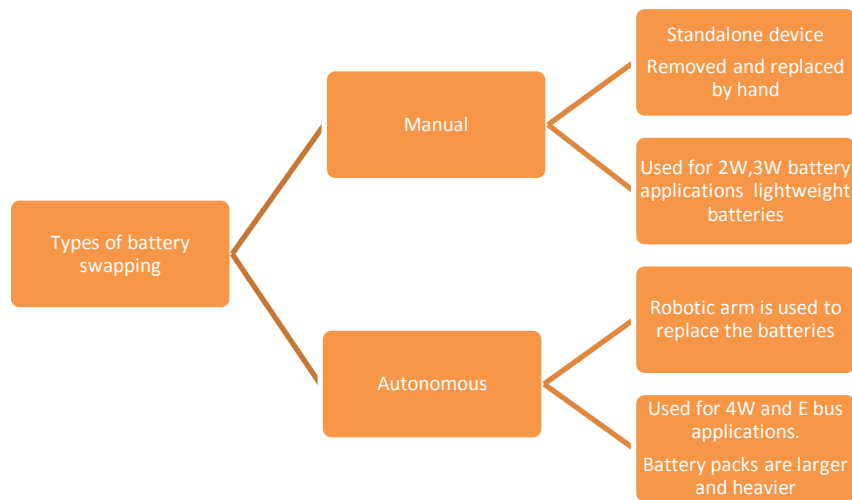 Types of battery
swapping
Manual
Standalone device
Removed and replaced
by hand
Used for 2W,3W battery
applications lightweight
batteries
Autonomous
Robotic arm is used to
replace the batteries
Used for 4W and E bus
applications.
Battery packs are larger
and heavier